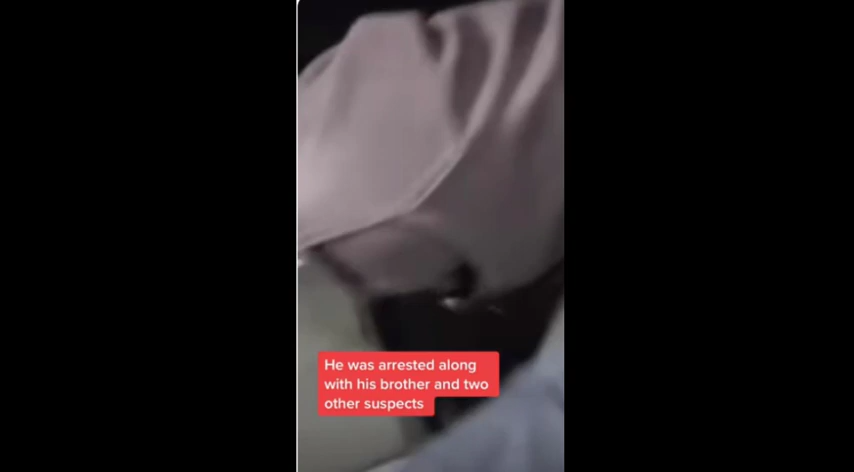 He was arrested along
with his brother and two
other suspects